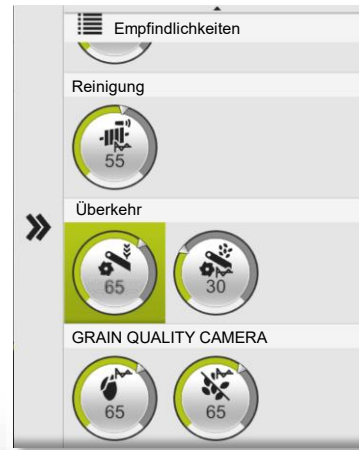 Empfindlichkeiten
Reinigung
55
Überkehr
65 30
GRAIN QUALITY CAMERA
65 65